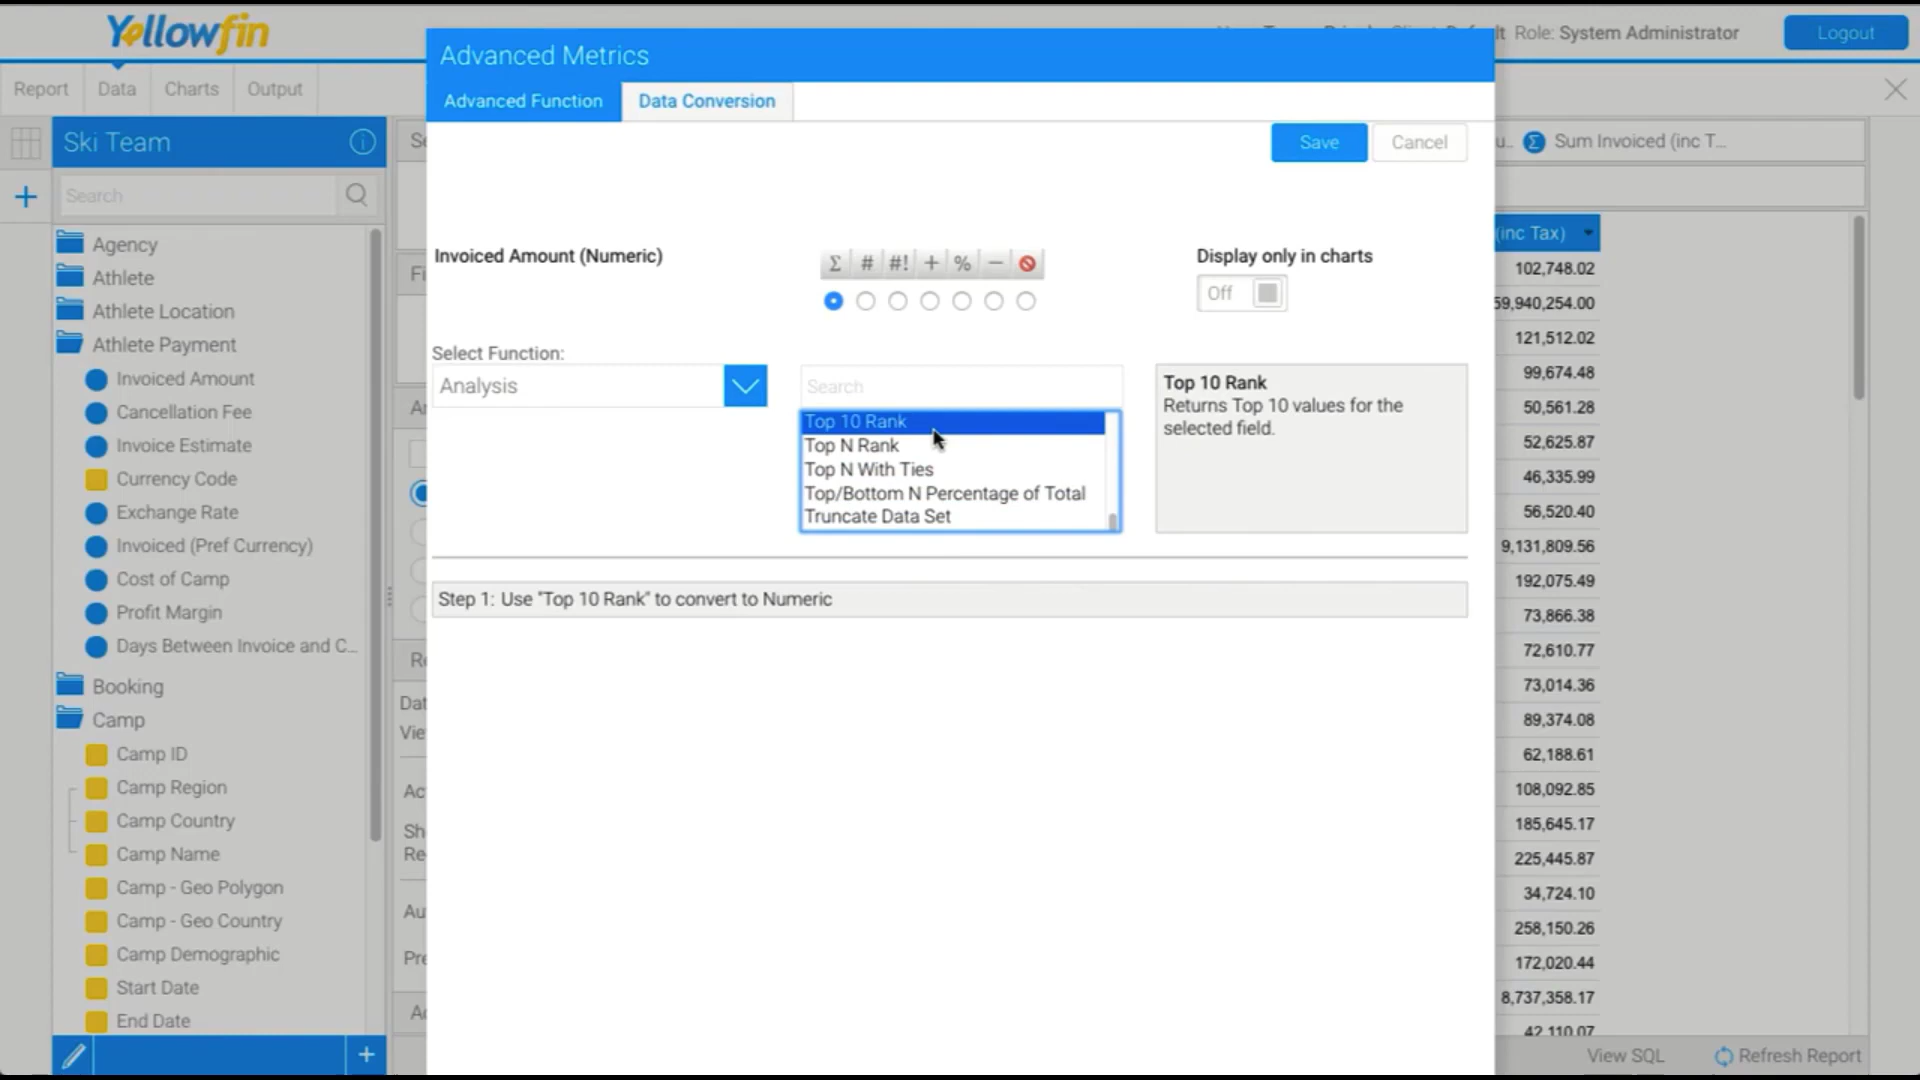 Yellowfin
Role: System Administrator
Logout
Report
Data
Charts
Output
Ski Team
Search
Agency
Athlete
Athlete Location
Athlete Payment
Invoiced Amount
Cancellation Fee
Invoice Estimate
Currency Code
Exchange Rate
Invoiced (Pref Currency)
Cost of Camp
Profit Margin
Days Between Invoice and C...
Booking
Camp
Camp ID
Camp Region
Camp Country
Camp Name
Camp - Geo Polygon
Camp - Geo Country
Camp Demographic
Start Date
End Date
Advanced Metrics
Advanced Function
Data Conversion
Save
Cancel
Invoiced Amount (Numeric)
Σ # #! + % −
Display only in charts
Off
Select Function:
Analysis
Search
Top 10 Rank
Top N Rank
Top N With Ties
Top/Bottom N Percentage of Total
Truncate Data Set
Top 10 Rank
Returns Top 10 values for the
selected field.
Step 1: Use "Top 10 Rank" to convert to Numeric
Σ Sum Invoiced (inc T...
(inc Tax)
102,748.02
59,940,254.00
121,512.02
99,674.48
50,561.28
52,625.87
46,335.99
56,520.40
9,131,809.56
192,075.49
73,866.38
72,610.77
73,014.36
89,374.08
62,188.61
108,092.85
185,645.17
225,445.87
34,724.10
258,150.26
172,020.44
8,737,358.17
42,110.07
View SQL
Refresh Report